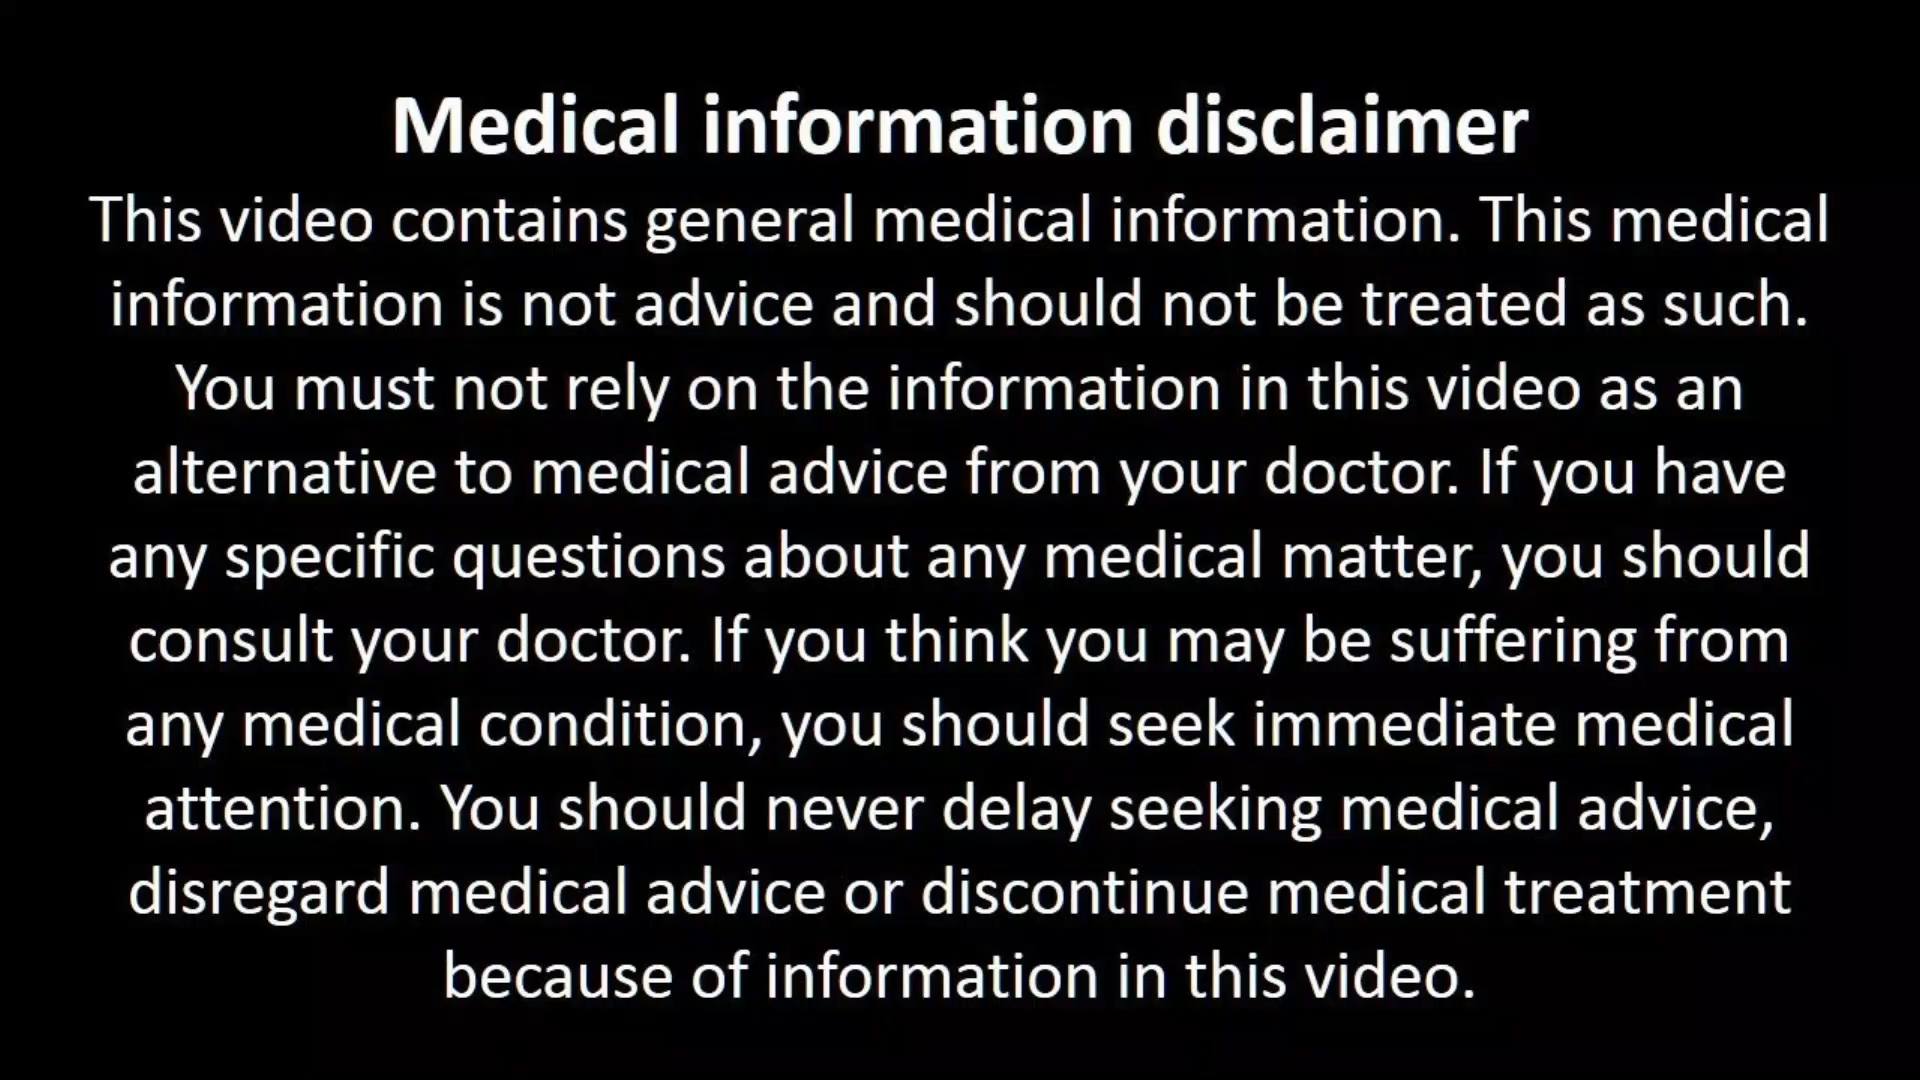 Medical information disclaimer
This video contains general medical information. This medical
information is not advice and should not be treated as such.
You must not rely on the information in this video as an
alternative to medical advice from your doctor. If you have
any specific questions about any medical matter, you should
consult your doctor. If you think you may be suffering from
any medical condition, you should seek immediate medical
attention. You should never delay seeking medical advice,
disregard medical advice or discontinue medical treatment
because of information in this video.